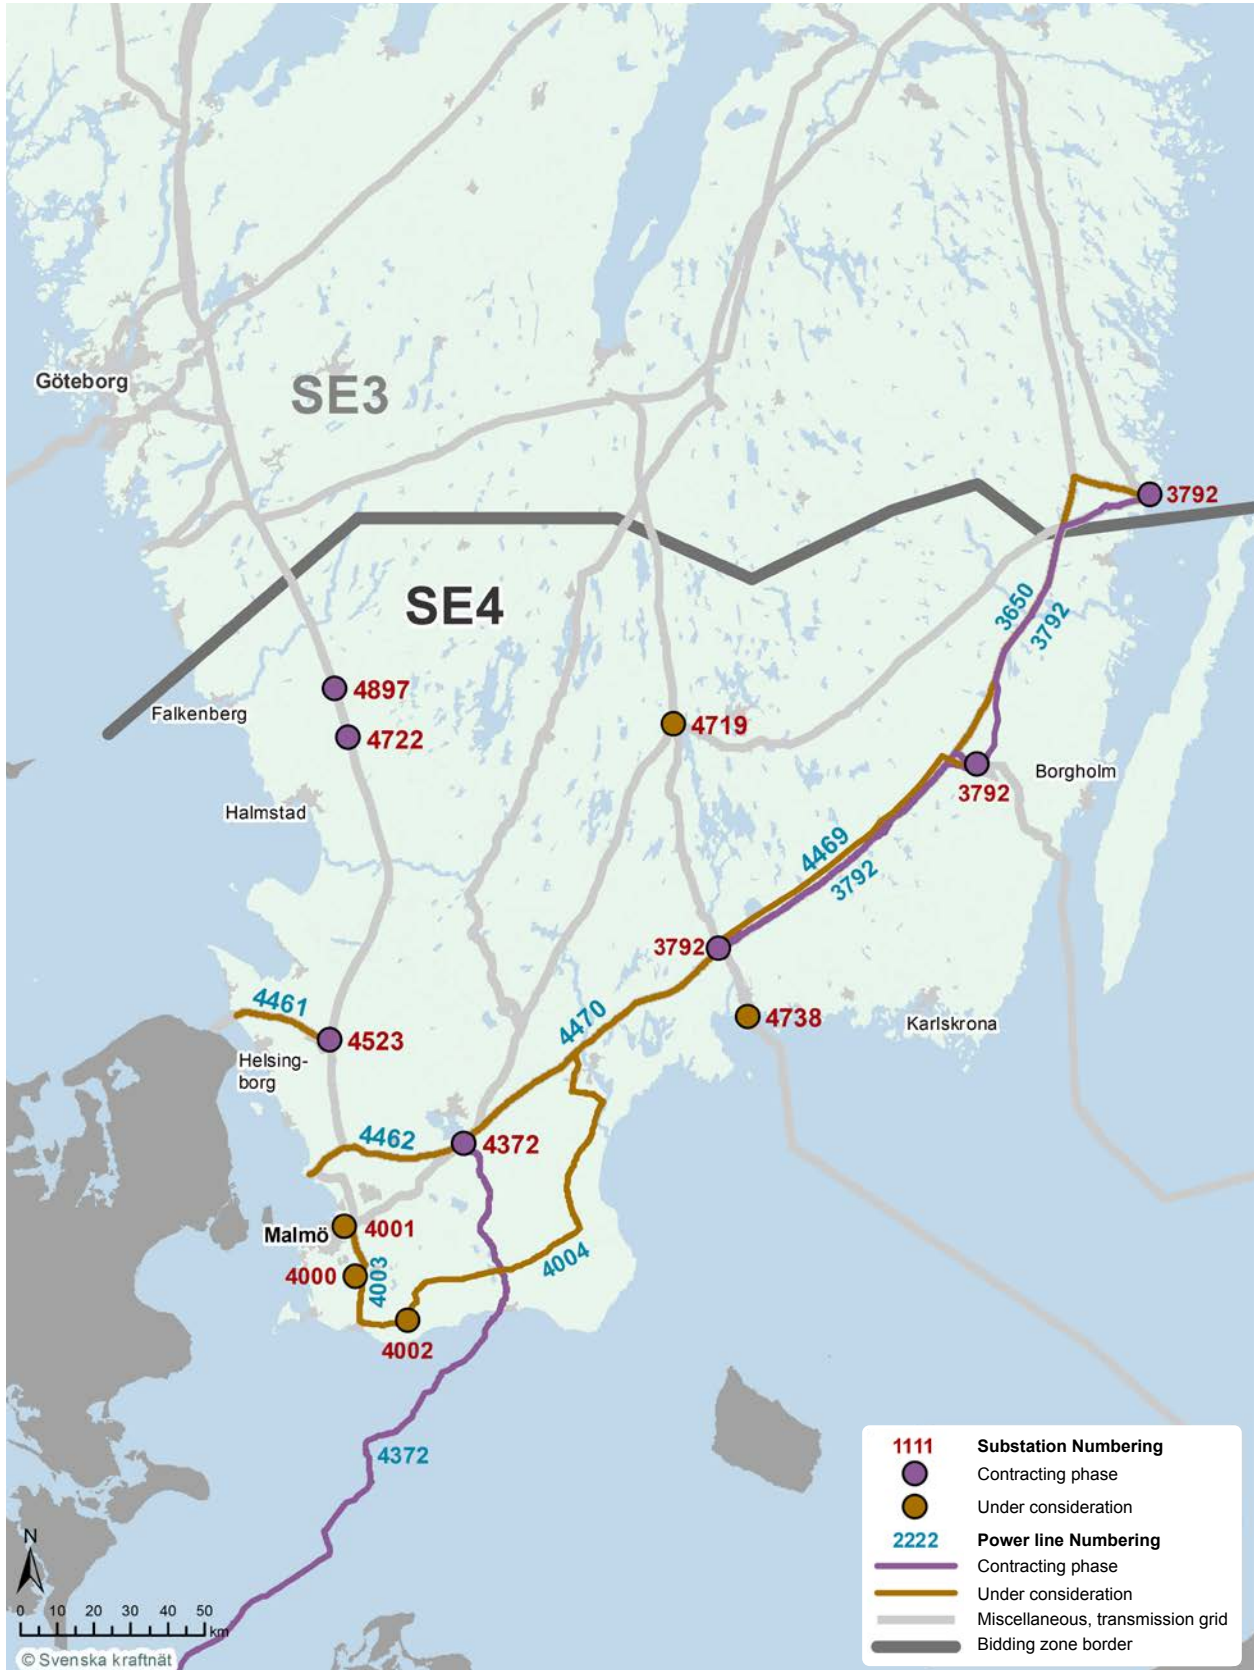 Göteborg
SE3
3792
SE4
3650
3792
4897
Falkenberg
4722
4719
Borgholm
3792
Halmstad
4469
3792
3792
4461
4470
4738
Karlskrona
4523
Helsing-
borg
4462
4372
Malmö
4001
4000
4003
4004
4002
4372
1111 Substation Numbering
Contracting phase
Under consideration
2222 Power line Numbering
Contracting phase
Under consideration
Miscellaneous, transmission grid
Bidding zone border
N
0 10 20 30 40 50
km
© Svenska kraftnät